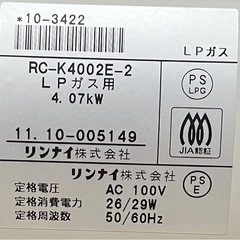 *10-3422
LPガス
RC-K4002E-2
LPガス用
4.07kW
PS
LPG
11.10-005149
JIA認証
リンナイ株式会社
リンナイ株式会社
PS
E
定格電圧 AC 100V
定格消費電力 26/29W
定格周波数 50/60Hz